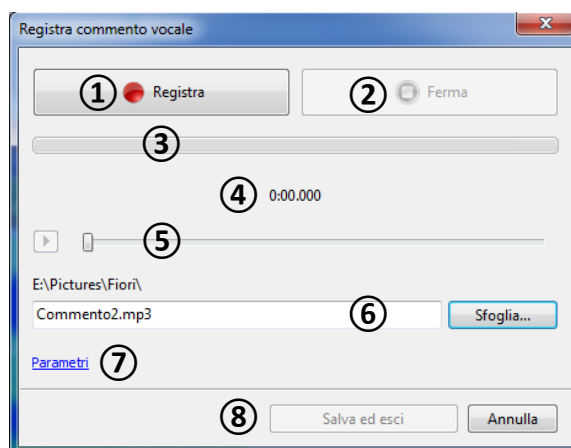 Registra commento vocale
① Registra ② Ferma
③
④ 0:00.000
⑤
E:\Pictures\Fiori\
Commento2.mp3 ⑥ Sfoglia...
Parametri ⑦
⑧ Salva ed esci Annulla